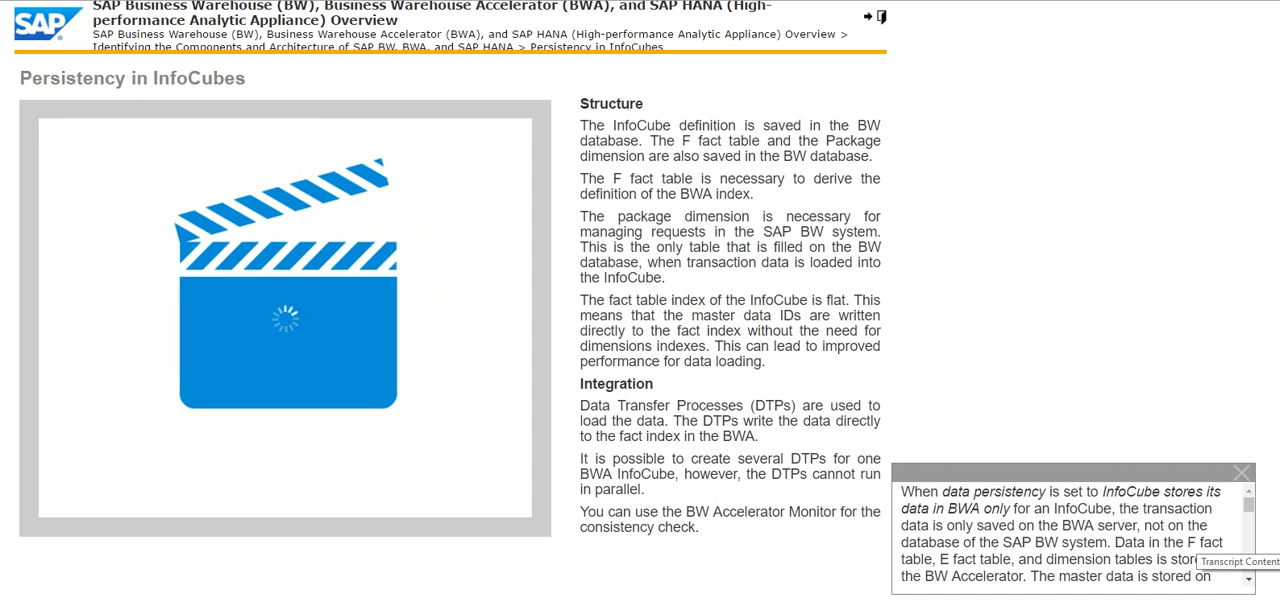 SAP Business Warehouse (BW), Business Warehouse Accelerator (BWA), and SAP HANA (High-
performance Analytic Appliance) Overview
SAP Business Warehouse (BW), Business Warehouse Accelerator (BWA), and SAP HANA (High-performance Analytic Appliance) Overview >
Identifying the Components and Architecture of SAP BW, BWA, and SAP HANA > Persistency in InfoCubes
SAP
Persistency in InfoCubes
Structure
The InfoCube definition is saved in the BW
database. The F fact table and the Package
dimension are also saved in the BW database.
The F fact table is necessary to derive the
definition of the BWA index.
The package dimension is necessary for
managing requests in the SAP BW system.
This is the only table that is filled on the BW
database, when transaction data is loaded into
the InfoCube.
The fact table index of the InfoCube is flat. This
means that the master data IDs are written
directly to the fact index without the need for
dimensions indexes. This can lead to improved
performance for data loading.
Integration
Data Transfer Processes (DTPs) are used to
load the data. The DTPs write the data directly
to the fact index in the BWA.
It is possible to create several DTPs for one
BWA InfoCube, however, the DTPs cannot run
in parallel.
You can use the BW Accelerator Monitor for the
consistency check.
When data persistency is set to InfoCube stores its
data in BWA only for an InfoCube, the transaction
data is only saved on the BWA server, not on the
database of the SAP BW system. Data in the F fact
table, E fact table, and dimension tables is
the BW Accelerator. The master data is stored on
Transcript Content